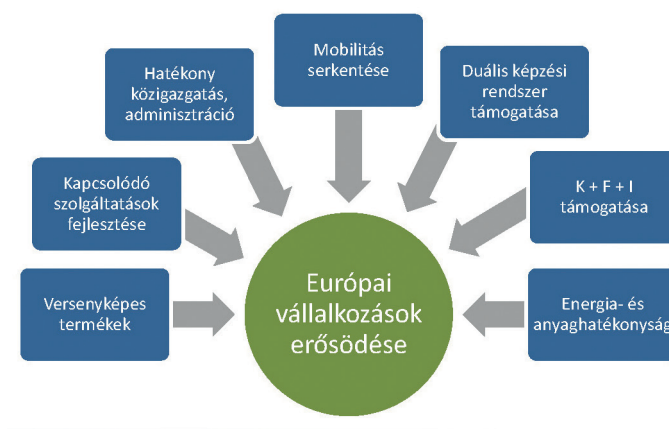 Mobilitás
serkentése
Hatékony
közigazgatás,
adminisztráció
Duális képzési
rendszer
támogatása
Kapcsolódó
szolgáltatások
fejlesztése
K + F + I
támogatása
Versenyképes
termékek
Európai
vállalkozások
erősödése
Energia- és
anyaghatékonyság